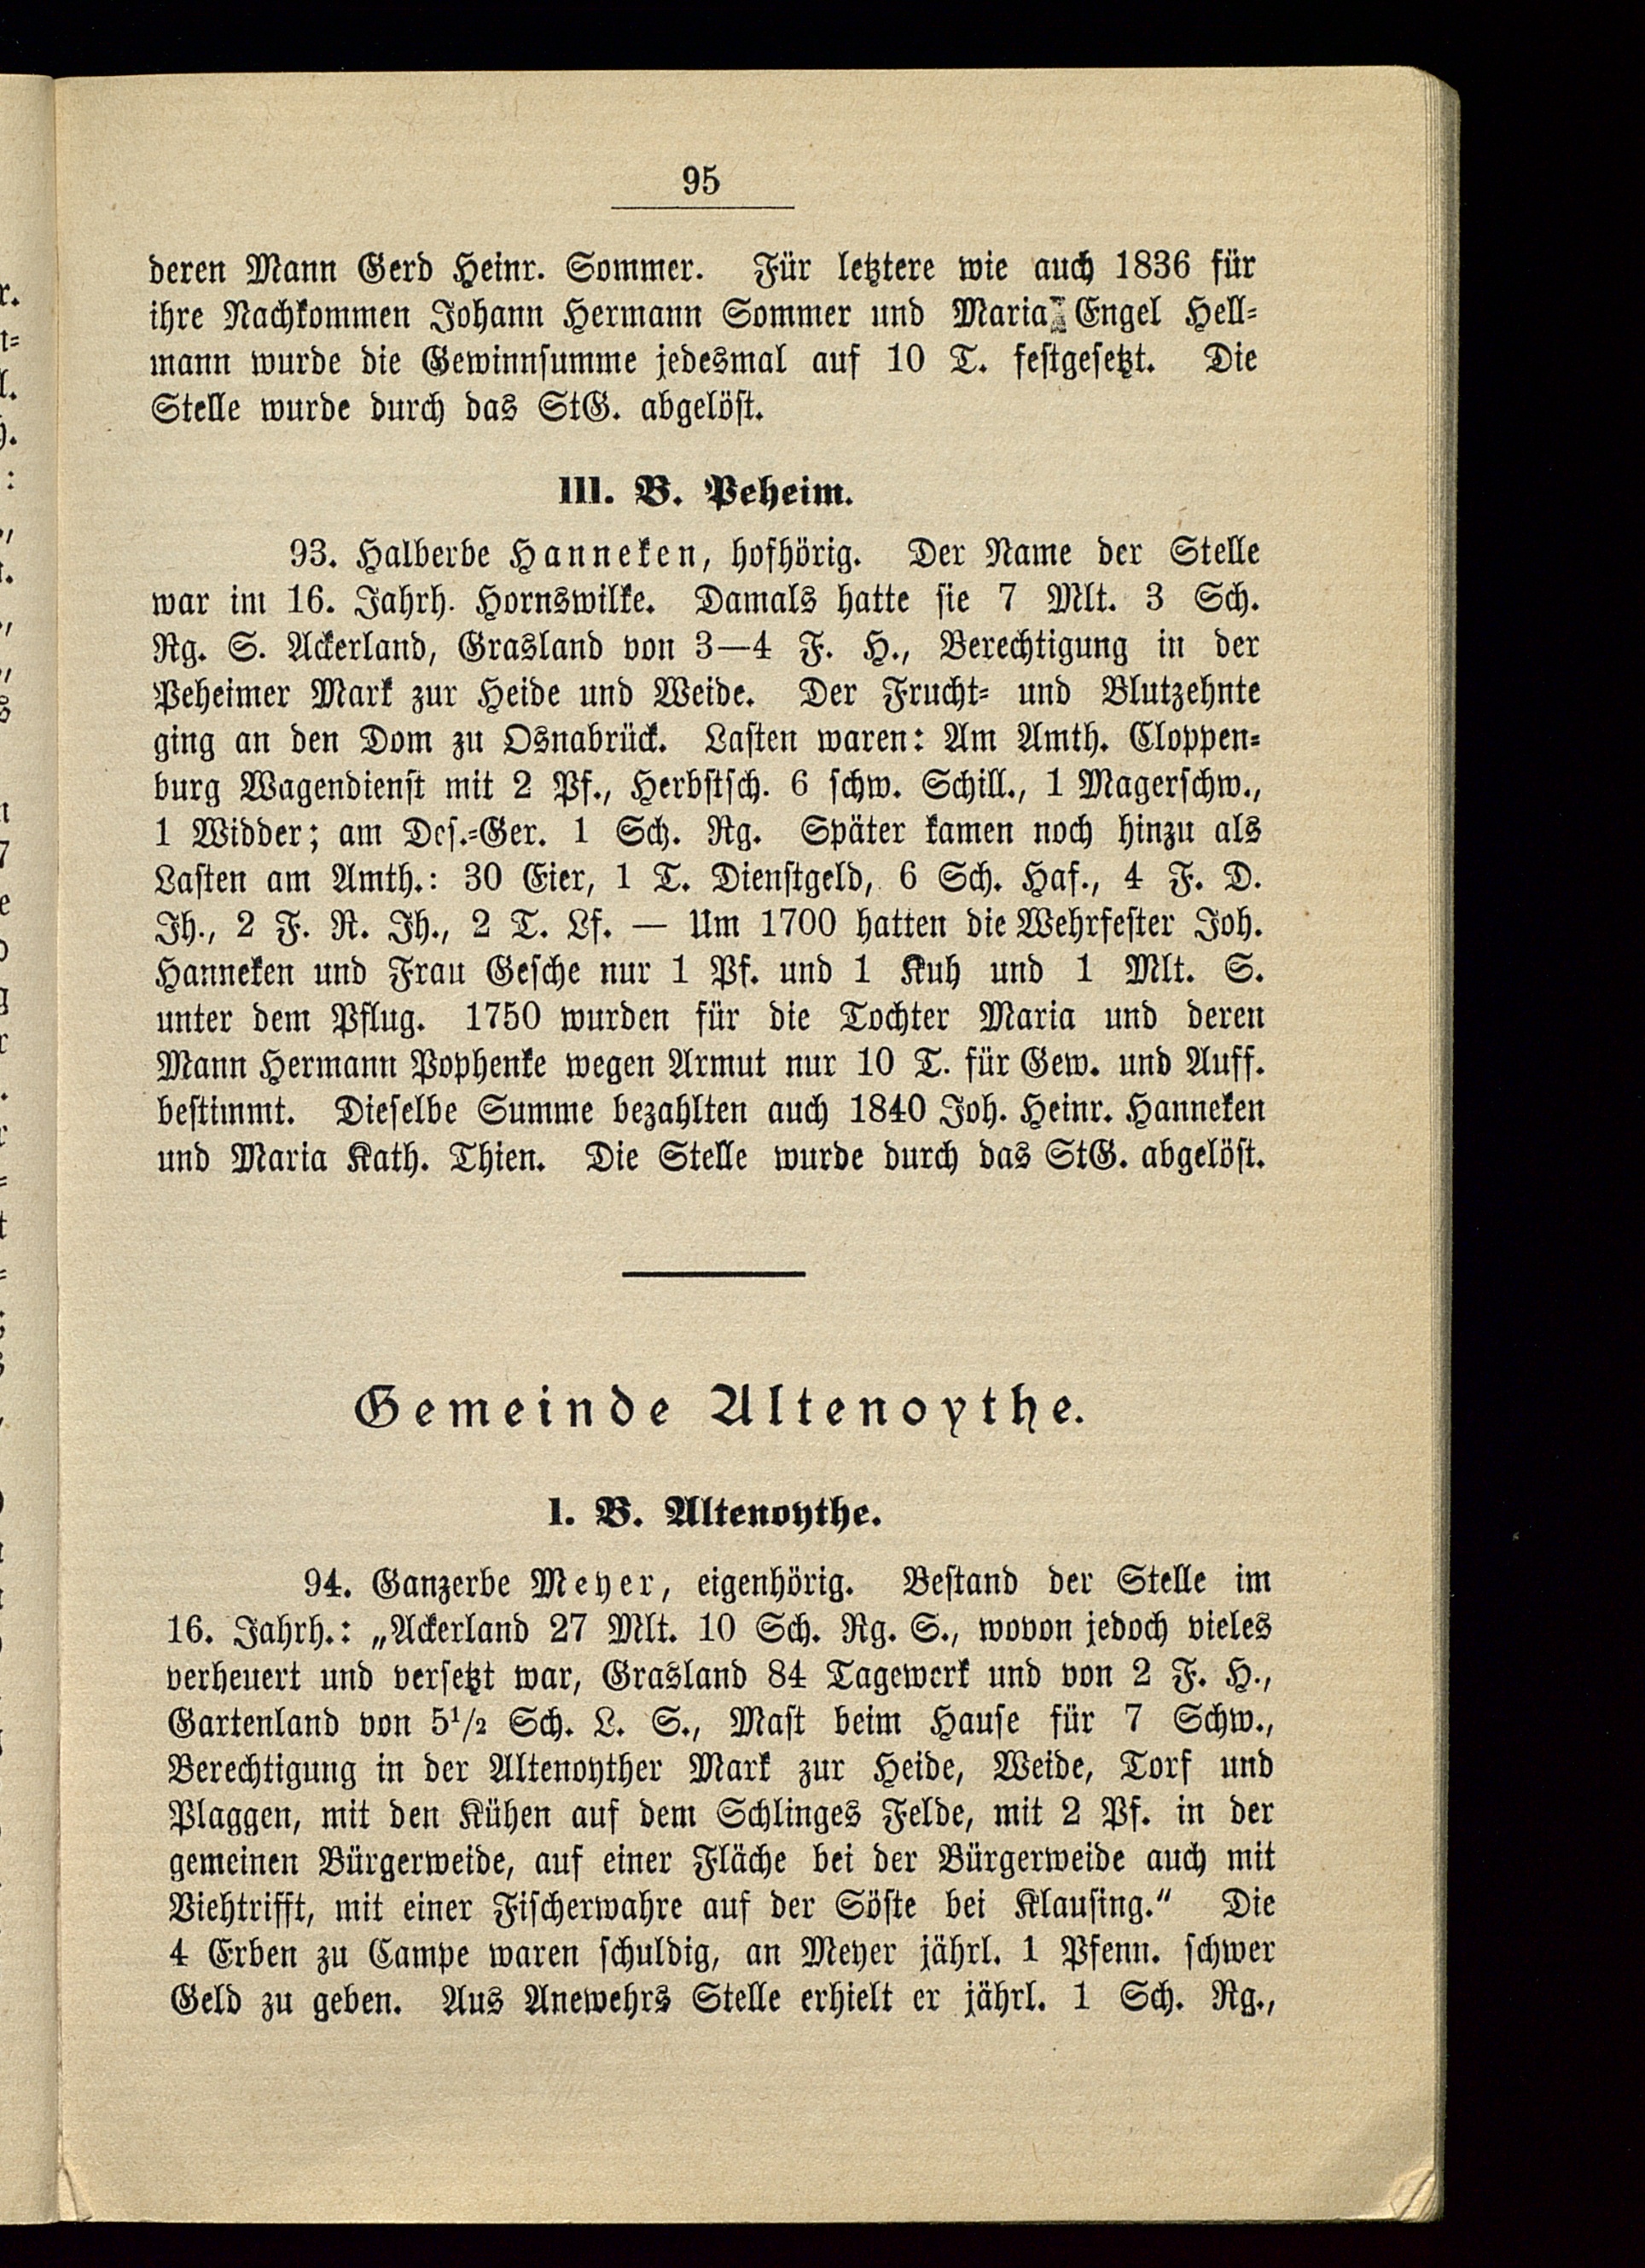 95
deren Mann Gerd Heinr. Sommer. Für letztere wie auch 1836 für
ihre Nachkommen Johann Hermann Sommer und Maria Engel Hell-
mann wurde die Gewinnsumme jedesmal auf 10 T. festgesetzt. Die
Stelle wurde durch das StG. abgelöst.
III. B. Peheim.
93. Halberbe Hanneken, hofhörig. Der Name der Stelle
war im 16. Jahrh. Hornswilke. Damals hatte sie 7 Mlt. 3 Sch.
Rg. S. Ackerland, Grasland von 3—4 F. H., Berechtigung in der
Peheimer Mark zur Heide und Weide. Der Frucht- und Blutzehnte
ging an den Dom zu Osnabrück. Lasten waren: Am Amth. Cloppen-
burg Wagendienst mit 2 Pf., Herbstsch. 6 schw. Schill., 1 Magerschw.,
1 Widder; am Des.-Ger. 1 Sch. Rg. Später kamen noch hinzu als
Lasten am Amth.: 30 Eier, 1 T. Dienstgeld, 6 Sch. Haf., 4 F. D.
Jh., 2 F. R. Jh., 2 T. Lf. — Um 1700 hatten die Wehrfester Joh.
Hanneken und Frau Gesche nur 1 Pf. und 1 Kuh und 1 Mlt. S.
unter dem Pflug. 1750 wurden für die Tochter Maria und deren
Mann Hermann Pophenke wegen Armut nur 10 T. für Gew. und Auff.
bestimmt. Dieselbe Summe bezahlten auch 1840 Joh. Heinr. Hanneken
und Maria Kath. Thien. Die Stelle wurde durch das StG. abgelöst.
Gemeinde Altenoythe.
I. B. Altenoythe.
94. Ganzerbe Meyer, eigenhörig. Bestand der Stelle im
16. Jahrh.: „Ackerland 27 Mlt. 10 Sch. Rg. S., wovon jedoch vieles
verheuert und versetzt war, Grasland 84 Tagewerk und von 2 F. H.,
Gartenland von 5¹/₂ Sch. L. S., Mast beim Hause für 7 Schw.,
Berechtigung in der Altenoyther Mark zur Heide, Weide, Torf und
Plaggen, mit den Kühen auf dem Schlinges Felde, mit 2 Pf. in der
gemeinen Bürgerweide, auf einer Fläche bei der Bürgerweide auch mit
Viehtrifft, mit einer Fischerwahre auf der Söste bei Klausing.“ Die
4 Erben zu Campe waren schuldig, an Meyer jährl. 1 Pfenn. schwer
Geld zu geben. Aus Anewehrs Stelle erhielt er jährl. 1 Sch. Rg.,